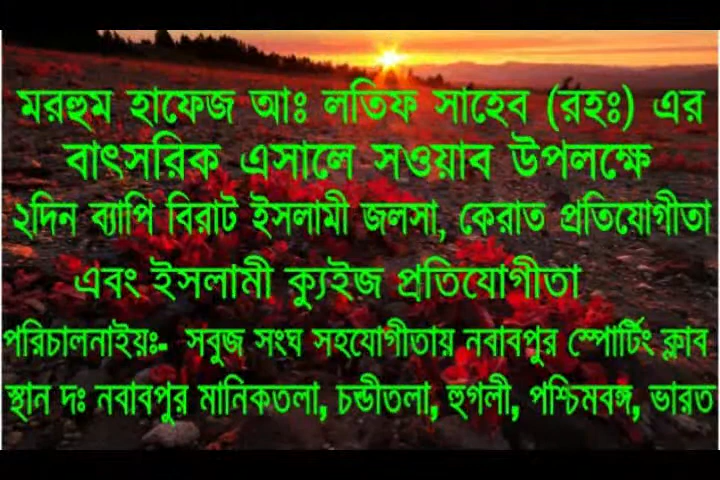 মরহুম হাফেজ আঃ লতিফ সাহেব (রহঃ) এর
বাৎসরিক এসালে সওয়াব উপলক্ষে
২দিন ব্যাপি বিরাট ইসলামী জলসা, কেরাত প্রতিযোগীতা
এবং ইসলামী ক্যুইজ প্রতিযোগীতা
পরিচালনাইয়ঃ- সবুজ সংঘ সহযোগীতায় নবাবপুর স্পোর্টিং ক্লাব
স্থান দঃ নবাবপুর মানিকতলা, চন্ডীতলা, হুগলী, পশ্চিমবঙ্গ, ভারত